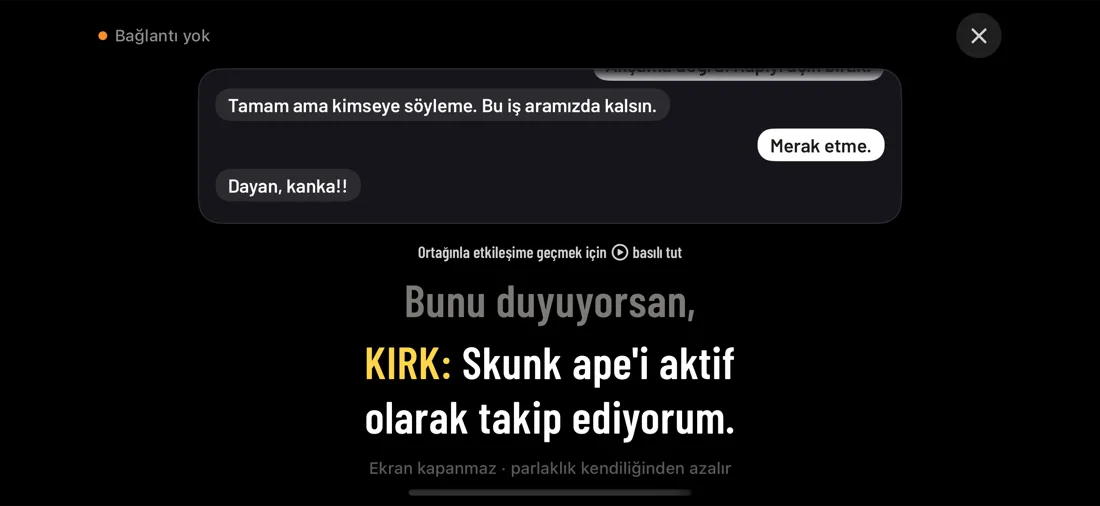 Bağlantı yok
Tamam ama kimseye söyleme. Bu iş aramızda kalsın.
Merak etme.
Dayan, kanka!!
Ortağınla etkileşime geçmek için basılı tut
Bunu duyuyorsan,
KIRK: Skunk ape'i aktif
olarak takip ediyorum.
Ekran kapanmaz · parlaklık kendiliğinden azalır